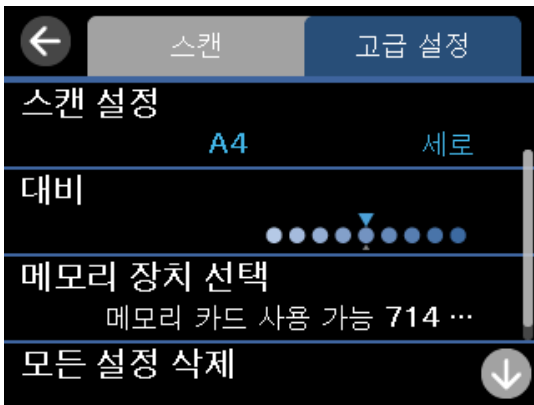 스캔 고급 설정
스캔 설정
A4 세로
대비
메모리 장치 선택
메모리 카드 사용 가능 714 ...
모든 설정 삭제